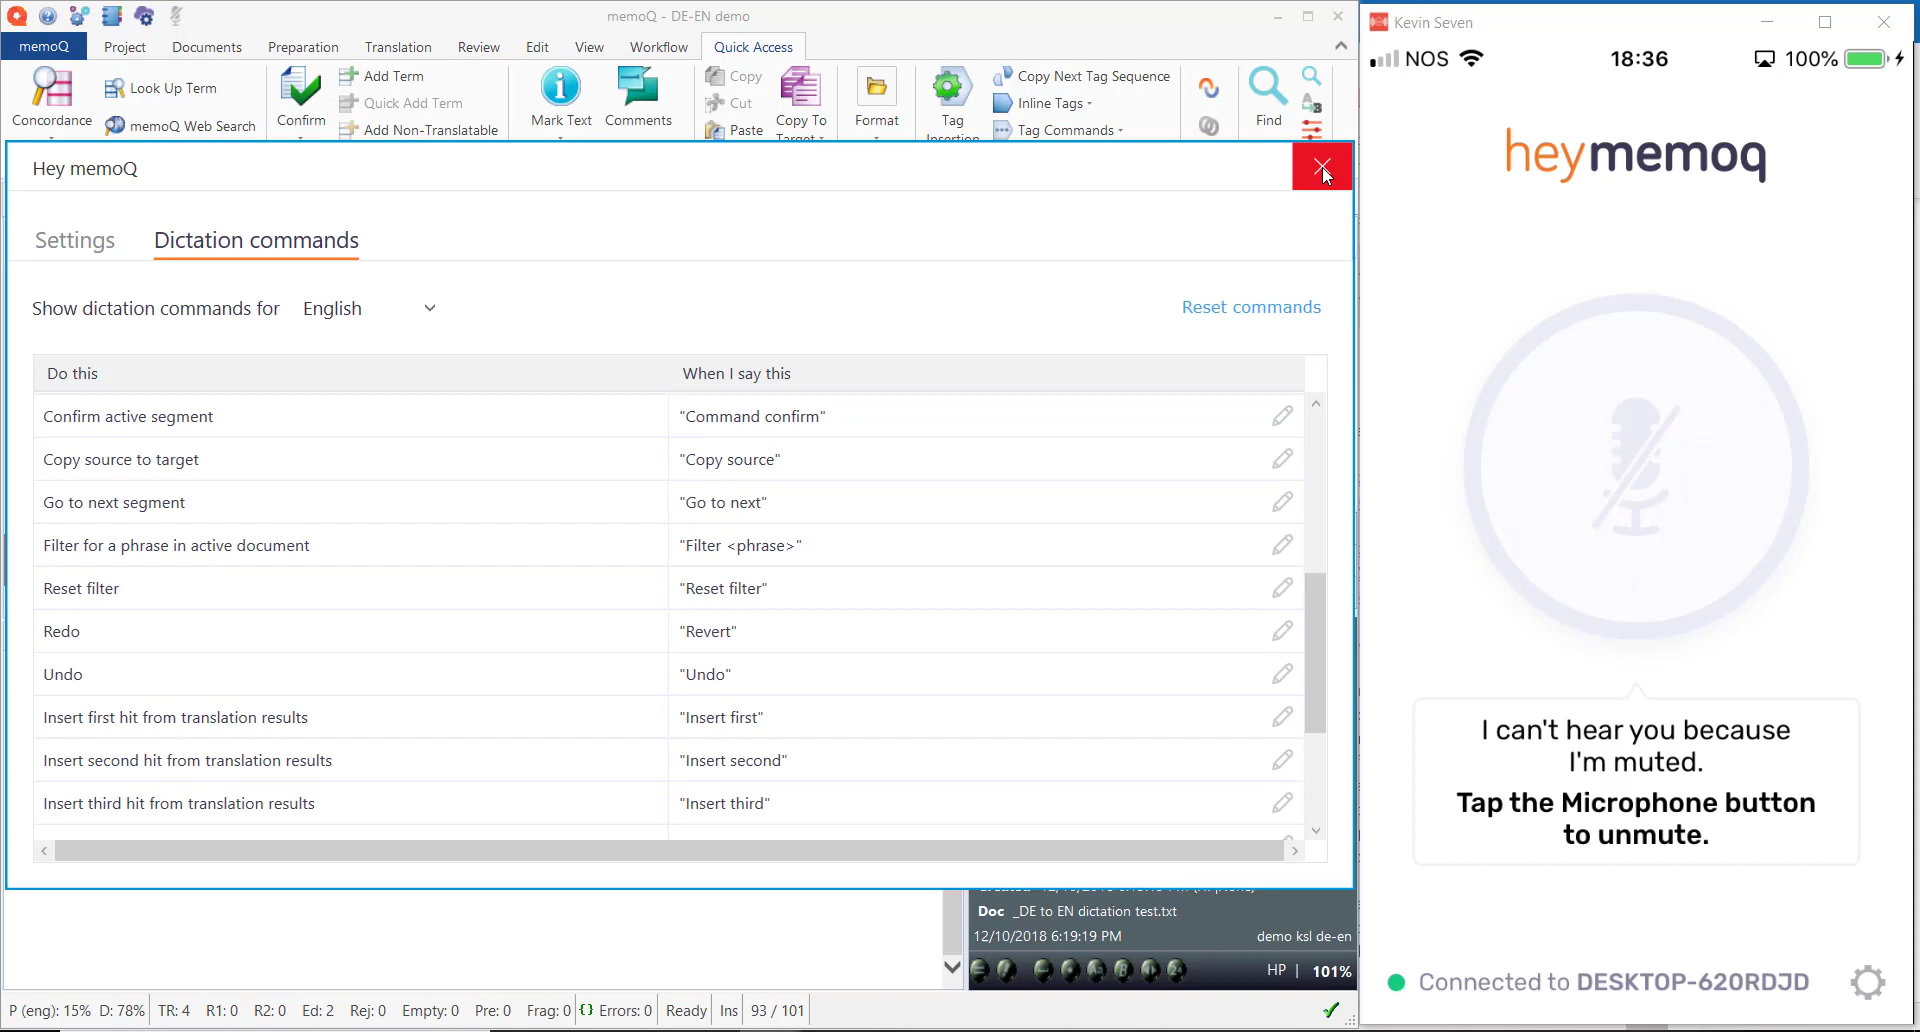 memoQ - DE-EN demo
memoQ Project Documents Preparation Translation Review Edit View Workflow Quick Access
Concordance
Look Up Term
memoQ Web Search
Confirm
Add Term
Quick Add Term
Add Non-Translatable
Mark Text
Comments
Copy
Cut
Paste
Copy To
Target
Format
Tag
Insertion
Copy Next Tag Sequence
Inline Tags
Tag Commands
Find
Hey memoQ
Settings Dictation commands
Show dictation commands for English
Reset commands
Do this When I say this
Confirm active segment "Command confirm"
Copy source to target "Copy source"
Go to next segment "Go to next"
Filter for a phrase in active document "Filter <phrase>"
Reset filter "Reset filter"
Redo "Revert"
Undo "Undo"
Insert first hit from translation results "Insert first"
Insert second hit from translation results "Insert second"
Insert third hit from translation results "Insert third"
Doc _DE to EN dictation test.txt
12/10/2018 6:19:19 PM demo ksl de-en
HP | 101%
P (eng): 15% D: 78% TR: 4 R1: 0 R2: 0 Ed: 2 Rej: 0 Empty: 0 Pre: 0 Frag: 0 {} Errors: 0 Ready Ins 93 / 101
Kevin Seven
NOS 18:36 100%
heymemoq
I can't hear you because
I'm muted.
Tap the Microphone button
to unmute.
Connected to DESKTOP-620RDJD